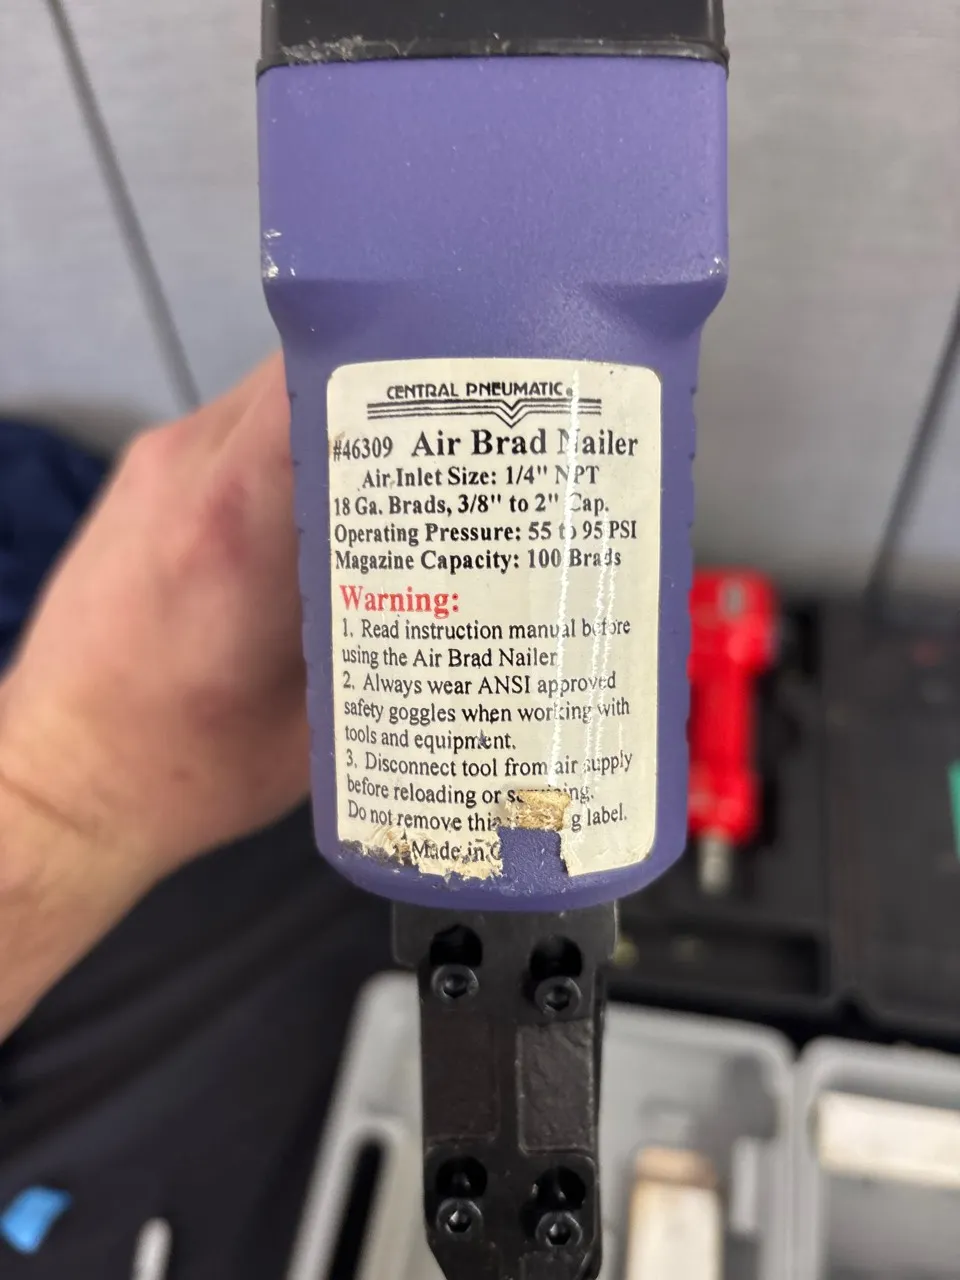 CENTRAL PNEUMATIC®
#46309 Air Brad Nailer
Air Inlet Size: 1/4" NPT
18 Ga. Brads, 3/8" to 2" Cap.
Operating Pressure: 55 to 95 PSI
Magazine Capacity: 100 Brads
Warning:
1. Read instruction manual before
using the Air Brad Nailer
2. Always wear ANSI approved
safety goggles when working with
tools and equipment.
3. Disconnect tool from air supply
before reloading or servicing.
Do not remove this label.
Made in